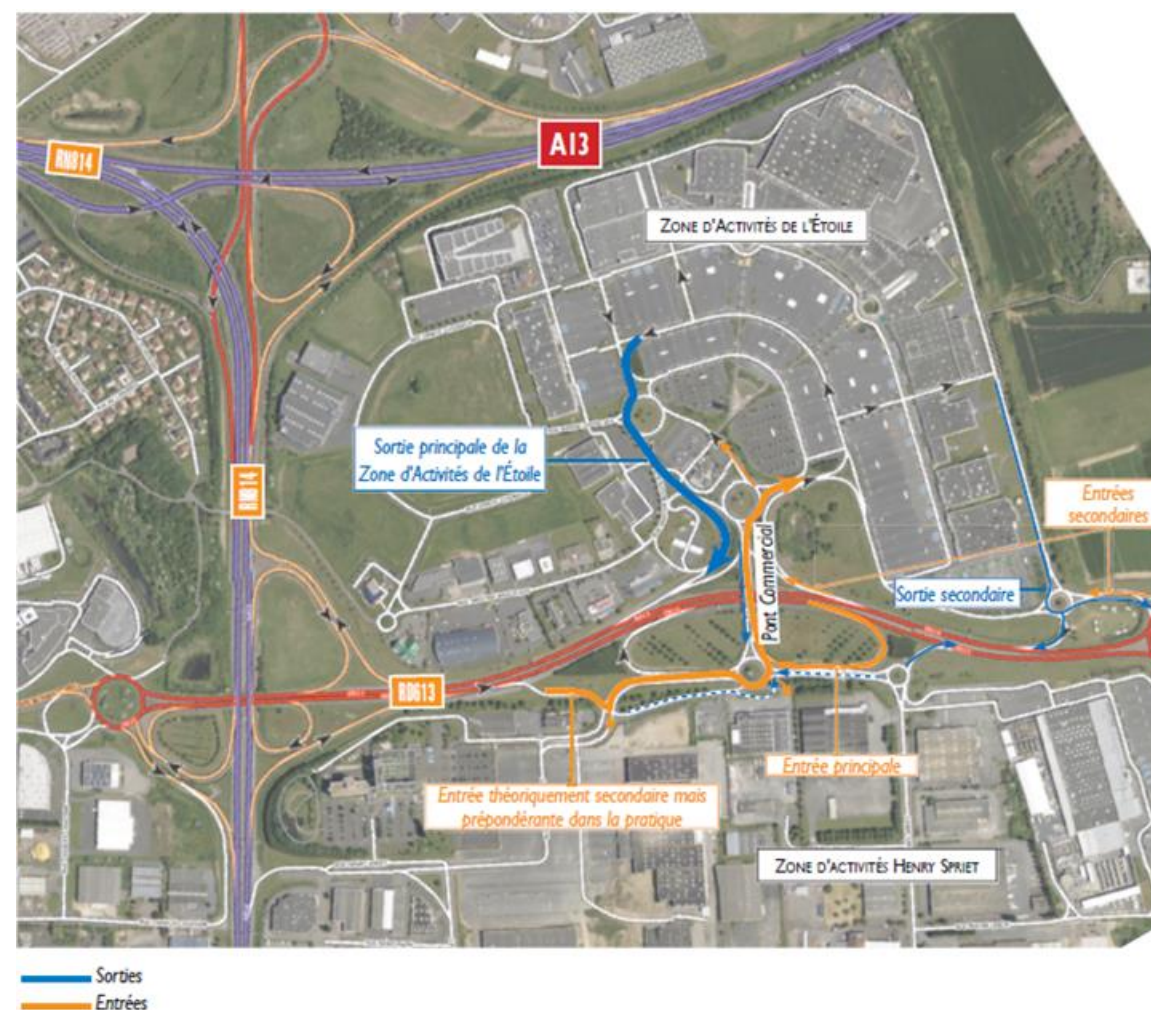 A13
RN814
ZONE D'ACTIVITÉS DE L'ÉTOILE
Sortie principale de la
Zone d'Activités de l'Étoile
RN814
Entrées
secondaires
Pont Commercial
Sortie secondaire
RD613
Entrée principale
Entrée théoriquement secondaire mais
prépondérante dans la pratique
ZONE D'ACTIVITÉS HENRY SPRIET
Sorties
Entrées